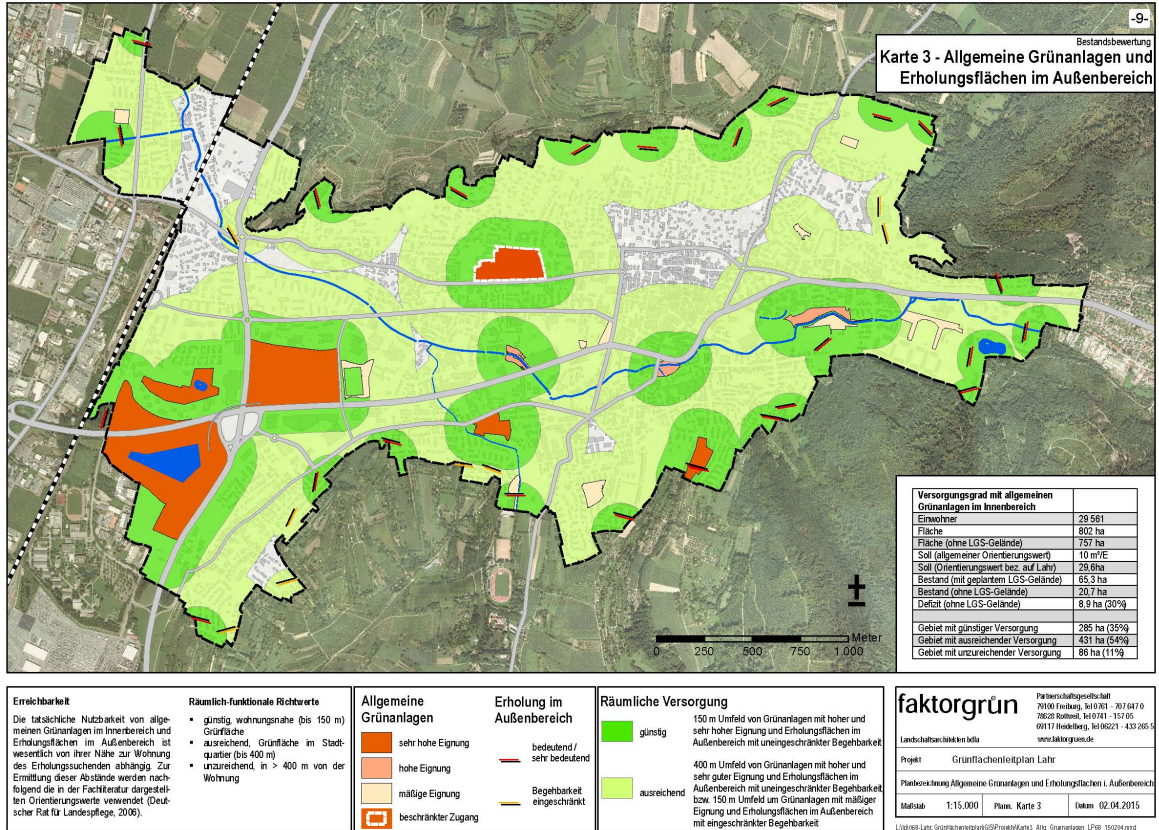 -9-
Bestandsbewertung
Karte 3 - Allgemeine Grünanlagen und
Erholungsflächen im Außenbereich
Versorgungsgrad mit allgemeinen
Grünanlagen im Innenbereich
Einwohner 29 561
Fläche 802 ha
Fläche (ohne LGS-Gelände) 757 ha
Soll (allgemeiner Orientierungswert) 10 m²/E
Soll (Orientierungswert bez. auf Lahr) 29,6ha
Bestand (mit geplantem LGS-Gelände) 65,3 ha
Bestand (ohne LGS-Gelände) 20,7 ha
Defizit (ohne LGS-Gelände) 8,9 ha (30%)
Gebiet mit günstiger Versorgung 285 ha (35%)
Gebiet mit ausreichender Versorgung 431 ha (54%)
Gebiet mit unzureichender Versorgung 86 ha (11%)
±
Meter
0 250 500 750 1.000
Erreichbarkeit
Die tatsächliche Nutzbarkeit von allge-
meinen Grünanlagen im Innenbereich und
Erholungsflächen im Außenbereich ist
wesentlich von ihrer Nähe zur Wohnung
des Erholungssuchenden abhängig. Zur
Ermittlung dieser Abstände werden nach-
folgend die in der Fachliteratur dargestell-
ten Orientierungswerte verwendet (Deut-
scher Rat für Landespflege, 2006).
Räumlich-funktionale Richtwerte
▪ günstig, wohnungsnahe (bis 150 m)
Grünfläche
▪ ausreichend, Grünfläche im Stadt-
quartier (bis 400 m)
▪ unzureichend, in > 400 m von der
Wohnung
Allgemeine
Grünanlagen
sehr hohe Eignung
hohe Eignung
mäßige Eignung
beschränkter Zugang
Erholung im
Außenbereich
bedeutend /
sehr bedeutend
Begehbarkeit
eingeschränkt
Räumliche Versorgung
günstig
150 m Umfeld von Grünanlagen mit hoher und
sehr hoher Eignung und Erholungsflächen im
Außenbereich mit uneingeschränkter Begehbarkeit
ausreichend
400 m Umfeld von Grünanlagen mit hoher und
sehr guter Eignung und Erholungsflächen im
Außenbereich mit uneingeschränkter Begehbarkeit
bzw. 150 m Umfeld um Grünanlagen mit mäßiger
Eignung und Erholungsflächen im Außenbereich
mit eingeschränkter Begehbarkeit
faktorgrün
Partnerschaftsgesellschaft
79100 Freiburg, Tel 0761 - 707 647 0
78628 Rottweil, Tel 0741 - 157 05
69117 Heidelberg, Tel 06221 - 433 265 5
Landschaftsarchitekten bdla www.faktorgruen.de
Projekt Grünflächenleitplan Lahr
Planbezeichnung Allgemeine Grünanlagen und Erholungsflächen i. Außenbereich
Maßstab 1:15.000 Plannr. Karte 3 Datum 02.04.2015